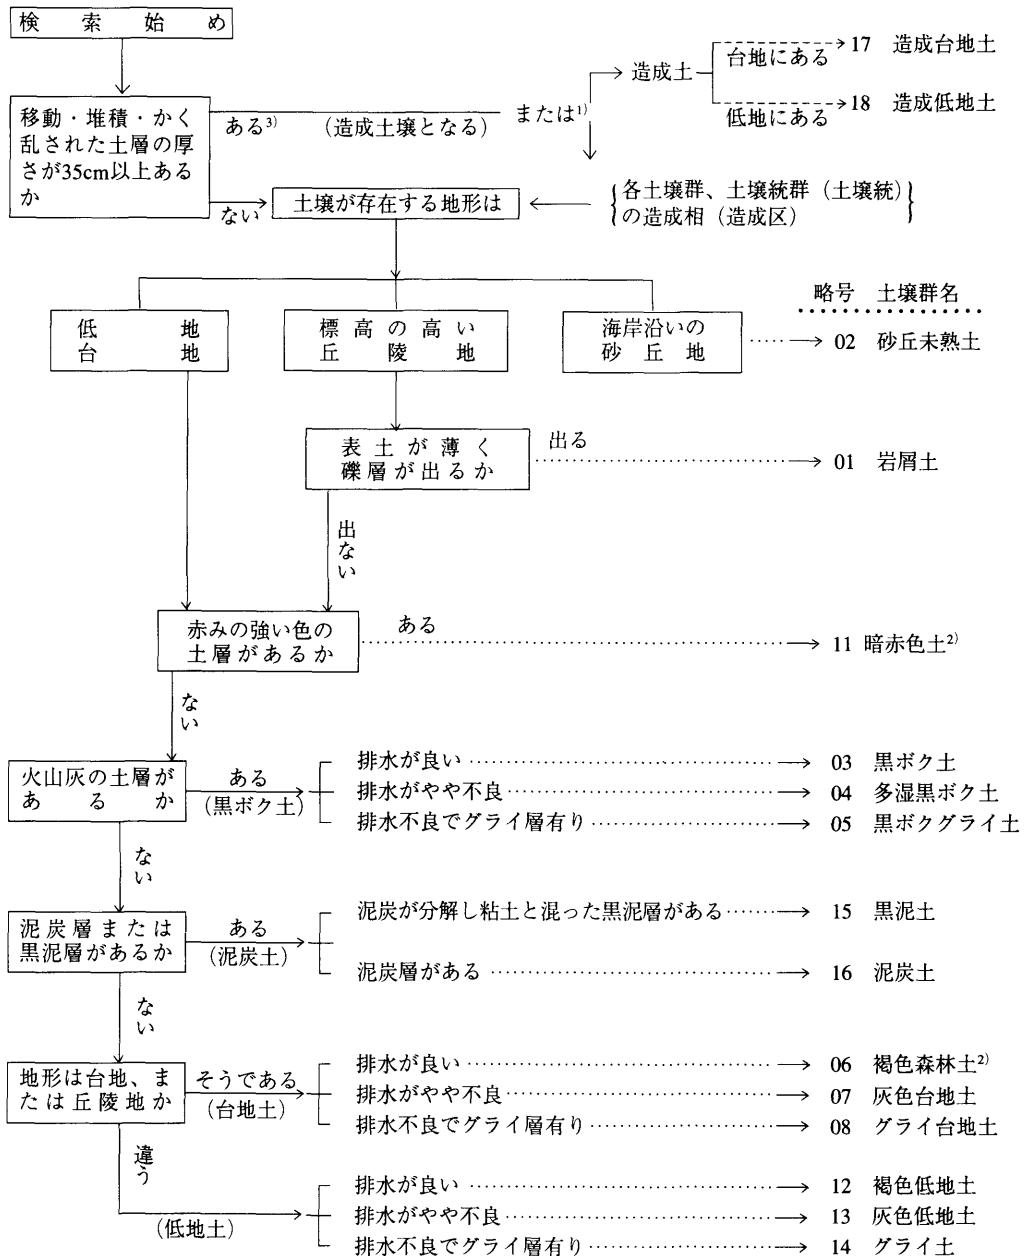 検索始め
移動・堆積・かく
乱された土層の厚
さが35cm以上ある
か
ある3)
(造成土壌となる)
または1)
造成土
台地にある
17 造成台地土
低地にある
18 造成低地土
ない
土壌が存在する地形は
各土壌群、土壌統群(土壌統)
の造成相(造成区)
略号 土壌群名
低地
台地
標高の高い
丘陵地
海岸沿いの
砂丘地
02 砂丘未熟土
表土が薄く
礫層が出るか
出る
01 岩屑土
出ない
赤みの強い色の
土層があるか
ある
11 暗赤色土2)
ない
火山灰の土層が
あるか
ある
(黒ボク土)
排水が良い
03 黒ボク土
排水がやや不良
04 多湿黒ボク土
排水不良でグライ層有り
05 黒ボクグライ土
ない
泥炭層または
黒泥層があるか
ある
(泥炭土)
泥炭が分解し粘土と混った黒泥層がある
15 黒泥土
泥炭層がある
16 泥炭土
ない
地形は台地、ま
たは丘陵地か
そうである
(台地土)
排水が良い
06 褐色森林土2)
排水がやや不良
07 灰色台地土
排水不良でグライ層有り
08 グライ台地土
違う
(低地土)
排水が良い
12 褐色低地土
排水がやや不良
13 灰色低地土
排水不良でグライ層有り
14 グライ土